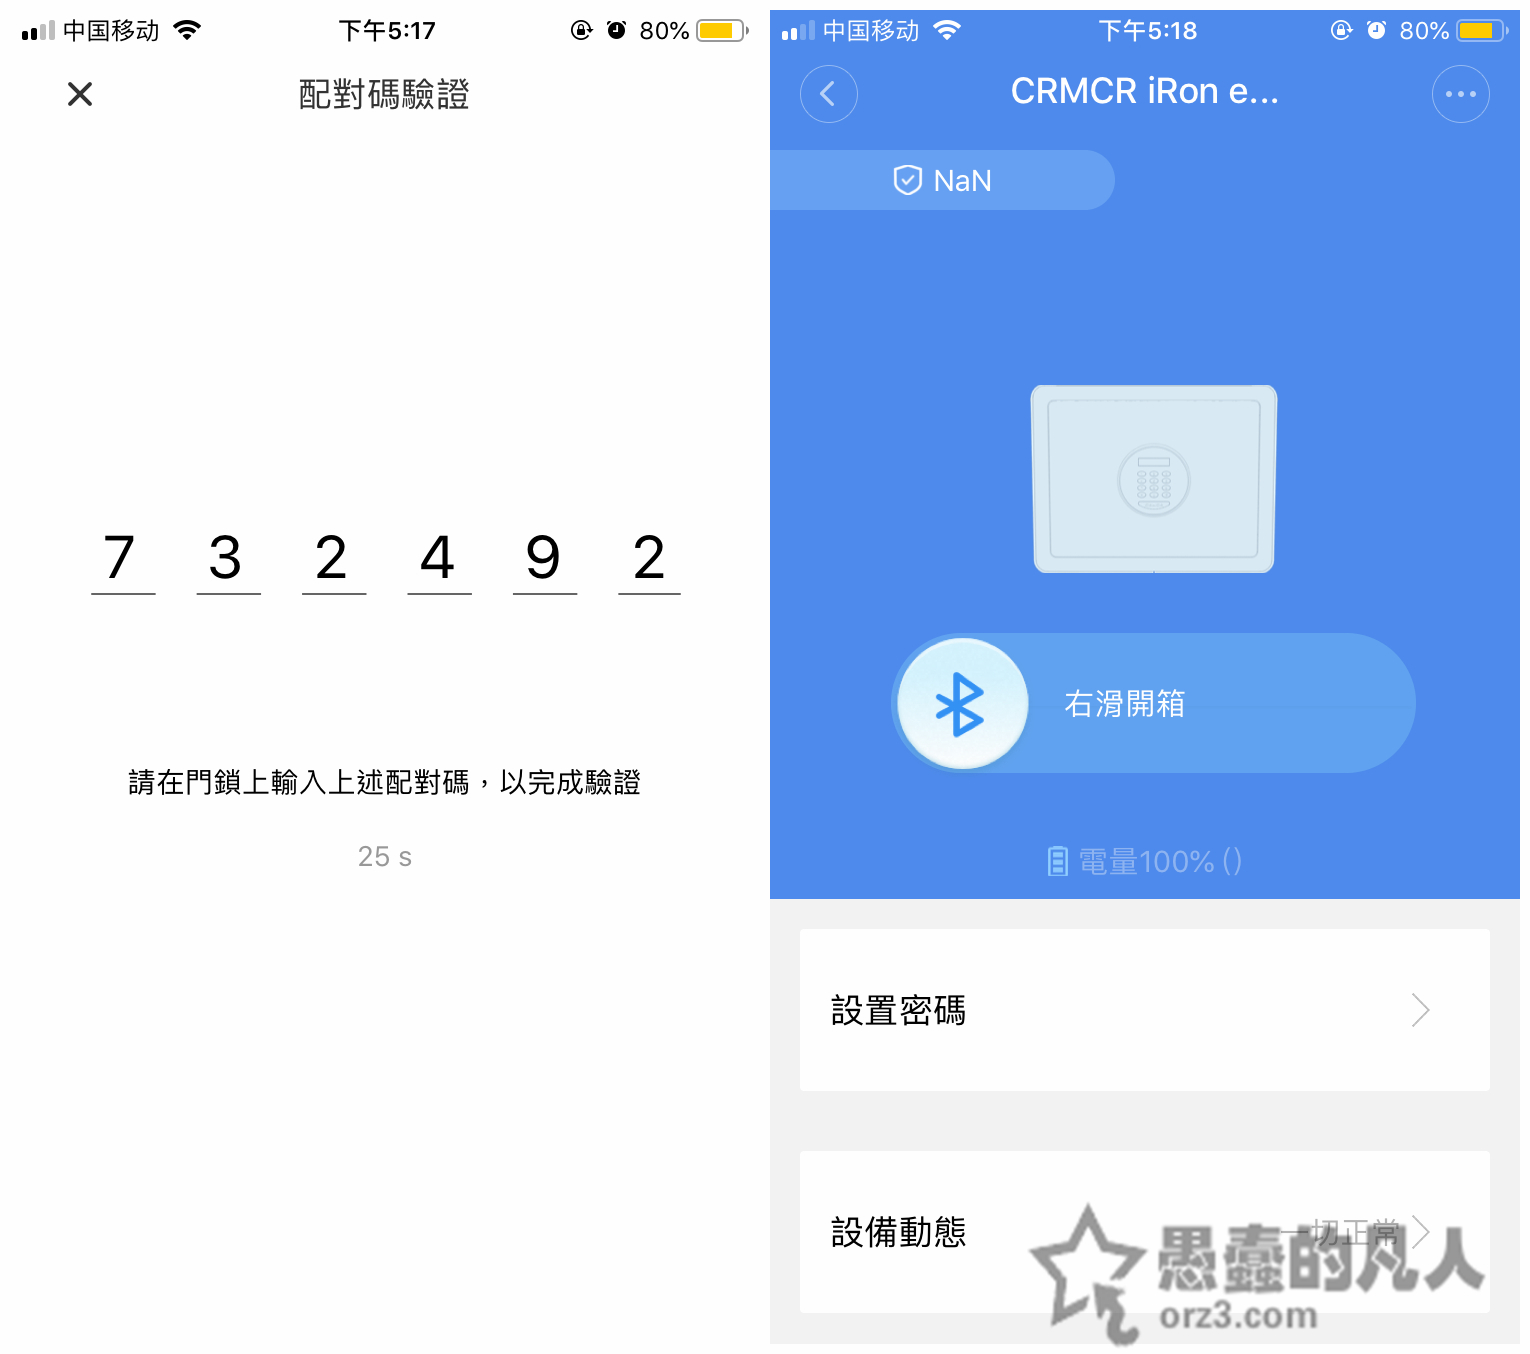 中国移动
下午5:17
80%
配對碼驗證
7 3 2 4 9 2
請在門鎖上輸入上述配對碼，以完成驗證
25 s
中国移动
下午5:18
80%
CRMCR iRon e...
NaN
右滑開箱
電量100% ()
設置密碼
設備動態
一切正常
愚蠢的凡人
orz3.com